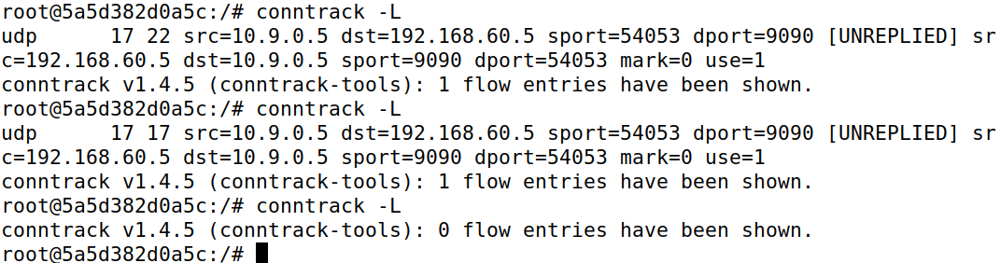 root@5a5d382d0a5c:/# conntrack -L
udp      17 22 src=10.9.0.5 dst=192.168.60.5 sport=54053 dport=9090 [UNREPLIED] sr
c=192.168.60.5 dst=10.9.0.5 sport=9090 dport=54053 mark=0 use=1
conntrack v1.4.5 (conntrack-tools): 1 flow entries have been shown.
root@5a5d382d0a5c:/# conntrack -L
udp      17 17 src=10.9.0.5 dst=192.168.60.5 sport=54053 dport=9090 [UNREPLIED] sr
c=192.168.60.5 dst=10.9.0.5 sport=9090 dport=54053 mark=0 use=1
conntrack v1.4.5 (conntrack-tools): 1 flow entries have been shown.
root@5a5d382d0a5c:/# conntrack -L
conntrack v1.4.5 (conntrack-tools): 0 flow entries have been shown.
root@5a5d382d0a5c:/#